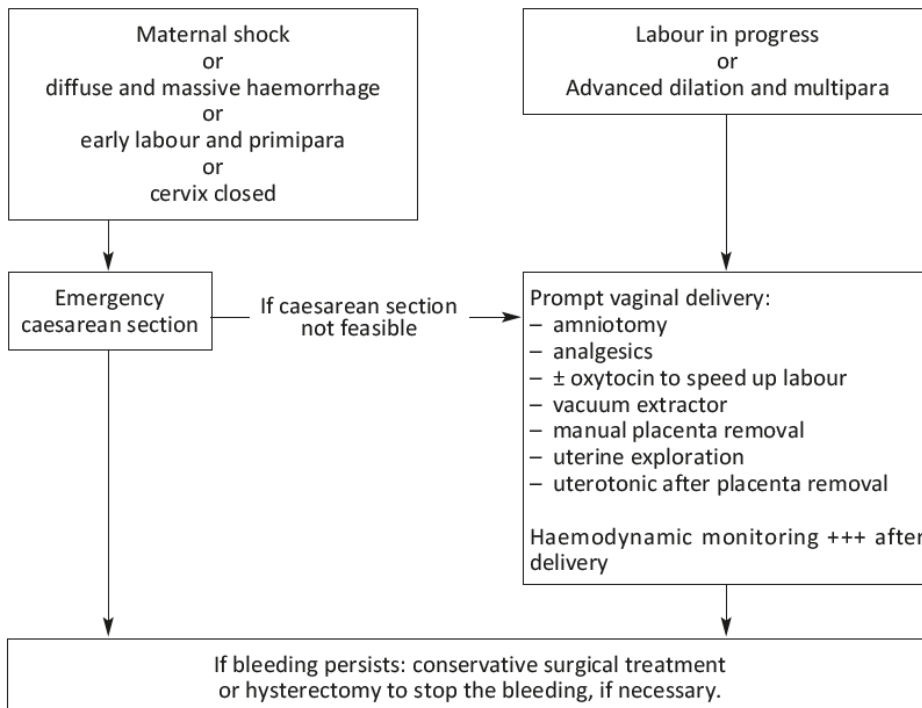 Maternal shock
or
diffuse and massive haemorrhage
or
early labour and primipara
or
cervix closed
Labour in progress
or
Advanced dilation and multipara
Emergency
caesarean section
If caesarean section
not feasible
Prompt vaginal delivery:
– amniotomy
– analgesics
– ± oxytocin to speed up labour
– vacuum extractor
– manual placenta removal
– uterine exploration
– uterotonic after placenta removal
Haemodynamic monitoring +++ after
delivery
If bleeding persists: conservative surgical treatment
or hysterectomy to stop the bleeding, if necessary.